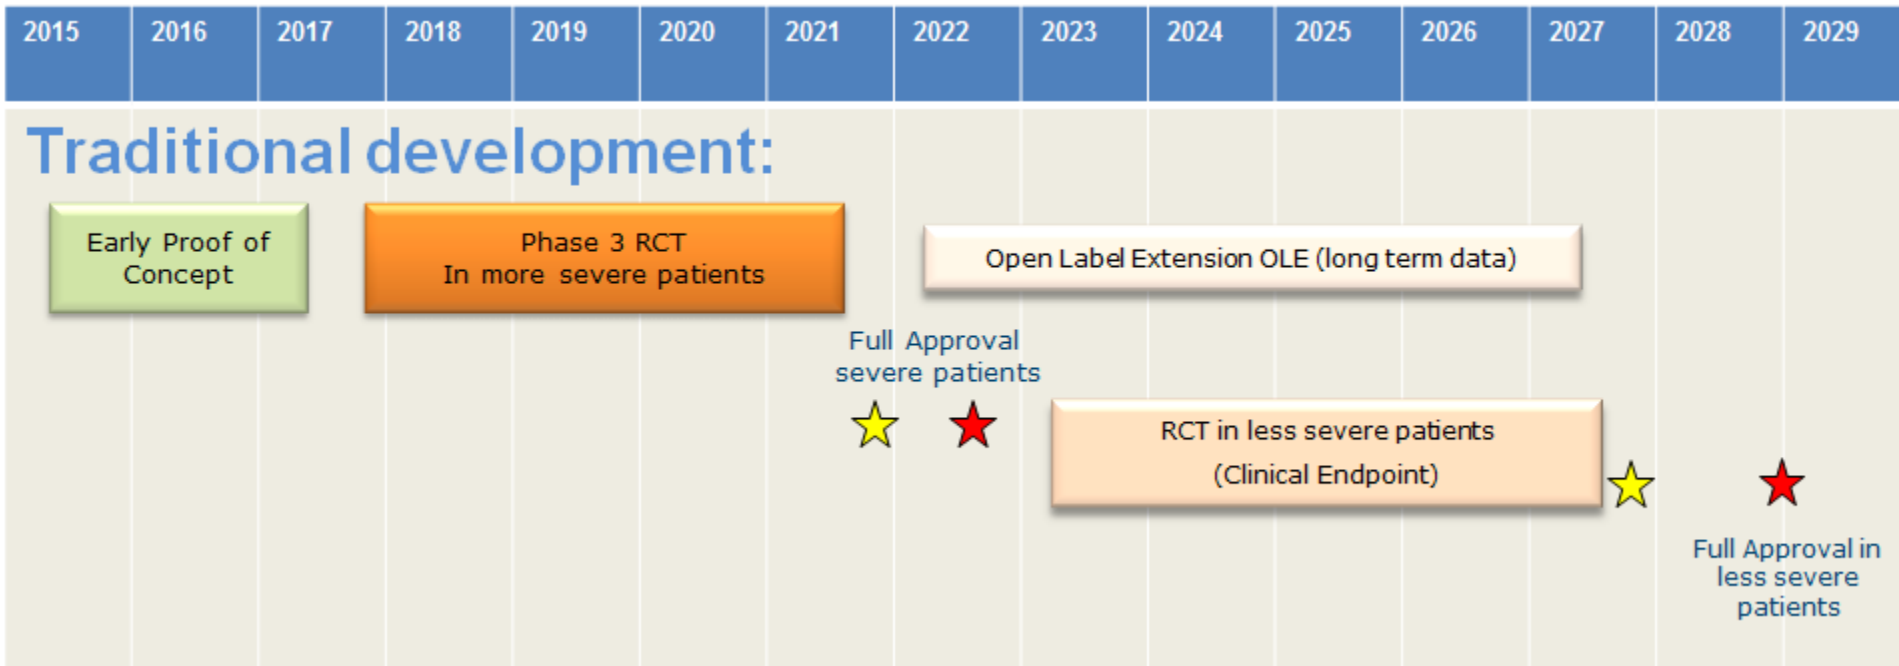 2015 2016 2017 2018 2019 2020 2021 2022 2023 2024 2025 2026 2027 2028 2029
Traditional development:
Early Proof of
Concept
Phase 3 RCT
In more severe patients
Open Label Extension OLE (long term data)
Full Approval
severe patients
RCT in less severe patients
(Clinical Endpoint)
Full Approval in
less severe
patients